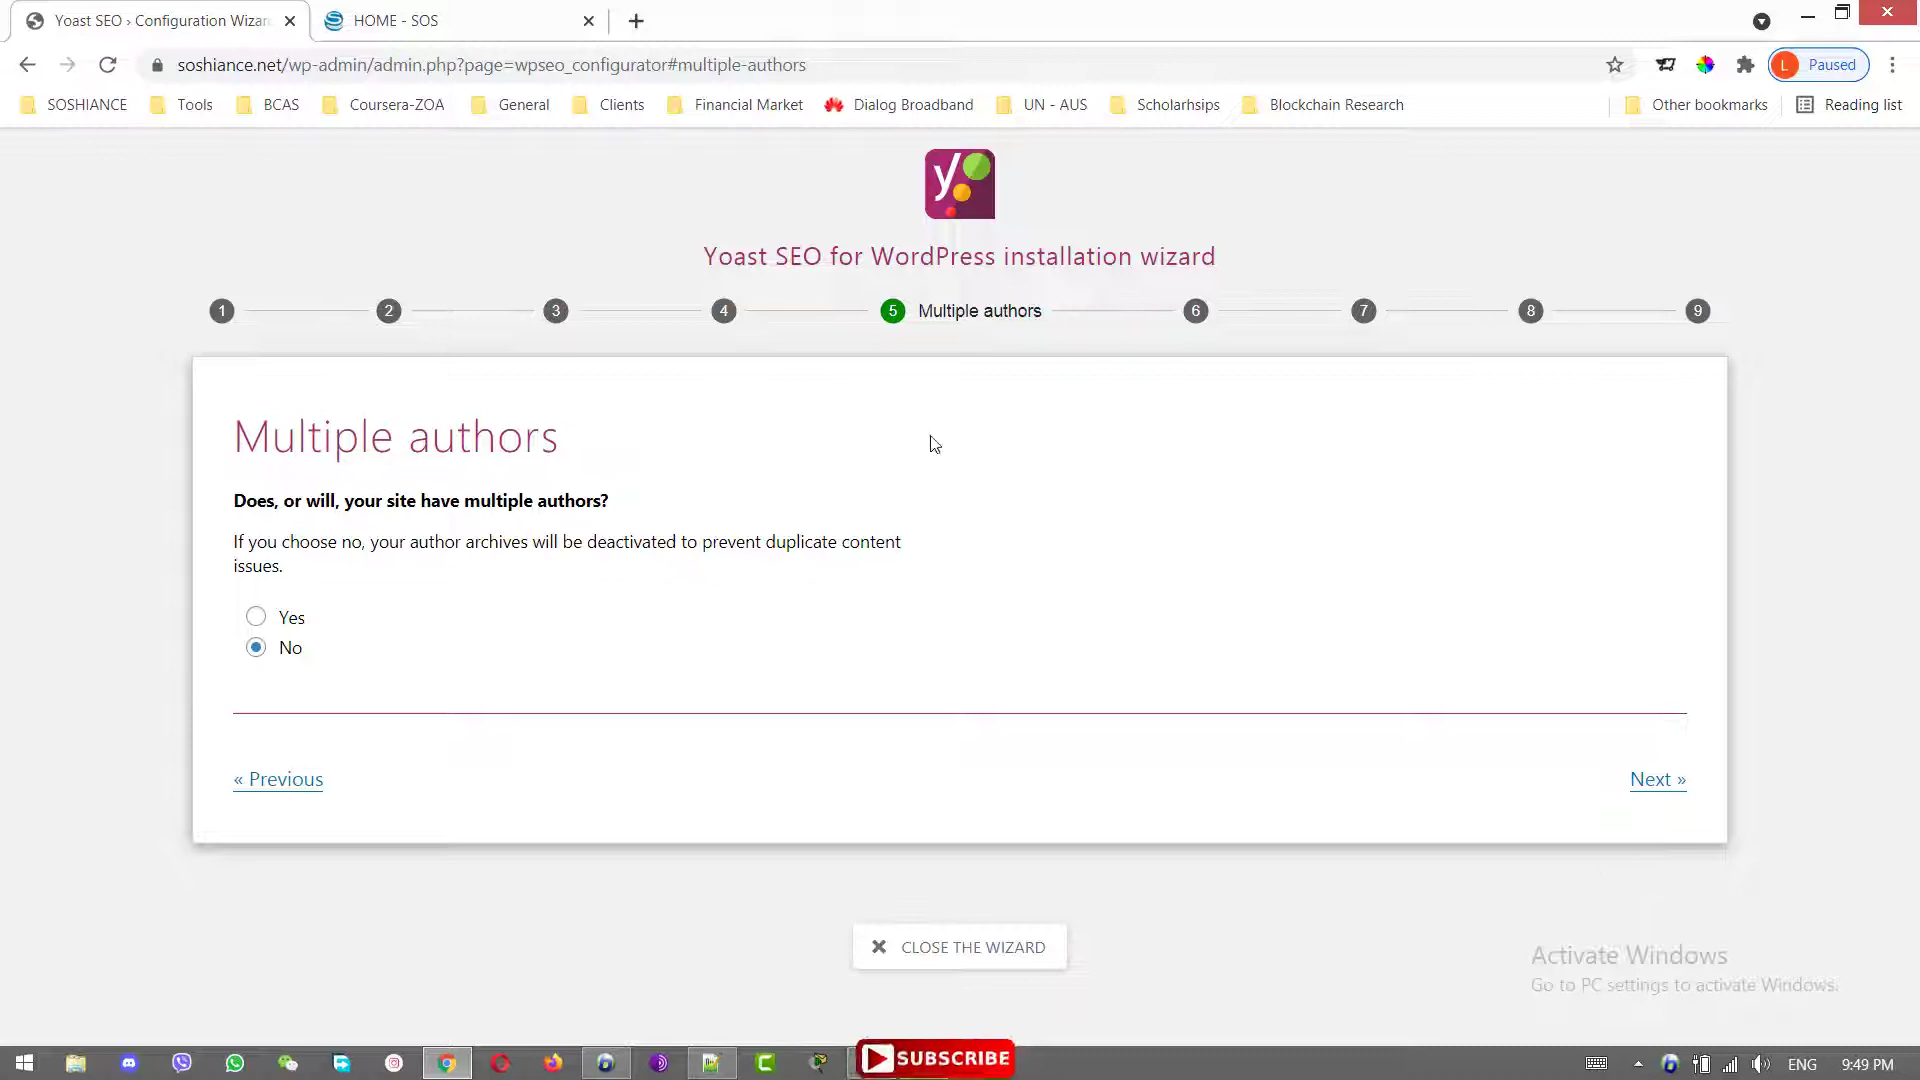 Yoast SEO › Configuration Wizar
HOME - SOS
soshiance.net/wp-admin/admin.php?page=wpseo_configurator#multiple-authors
L Paused
SOSHIANCE Tools BCAS Coursera-ZOA General Clients Financial Market Dialog Broadband UN - AUS Scholarhsips Blockchain Research Other bookmarks Reading list
y
Yoast SEO for WordPress installation wizard
1 2 3 4 5 Multiple authors 6 7 8 9
Multiple authors
Does, or will, your site have multiple authors?
If you choose no, your author archives will be deactivated to prevent duplicate content
issues.
Yes
No
« Previous
Next »
CLOSE THE WIZARD
Activate Windows
Go to PC settings to activate Windows.
SUBSCRIBE
ENG 9:49 PM